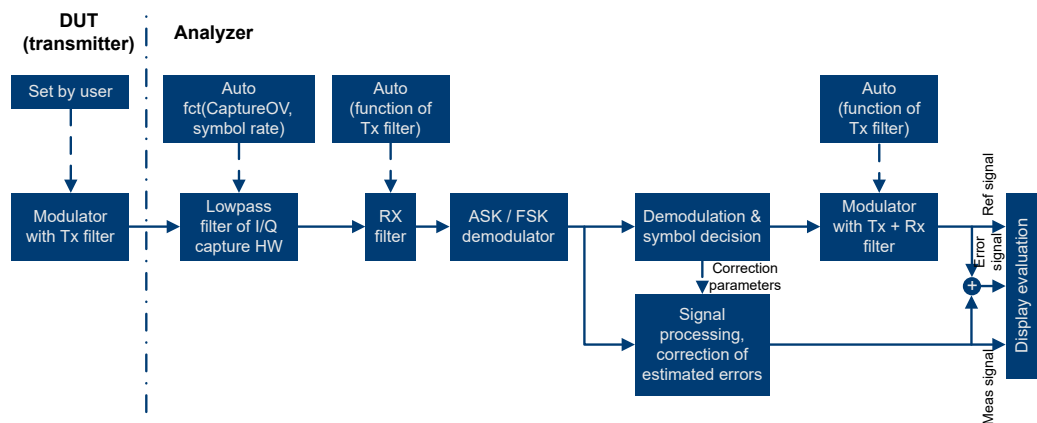 DUT
(transmitter)
Analyzer
Set by user
Auto
fct(CaptureOV,
symbol rate)
Auto
(function of
Tx filter)
Auto
(function of
Tx filter)
Modulator
with Tx filter
Lowpass
filter of I/Q
capture HW
RX
filter
ASK / FSK
demodulator
Demodulation &
symbol decision
Modulator
with Tx + Rx
filter
Ref signal
Error
signal
+
Correction
parameters
Signal
processing,
correction of
estimated errors
Meas signal
Display evaluation